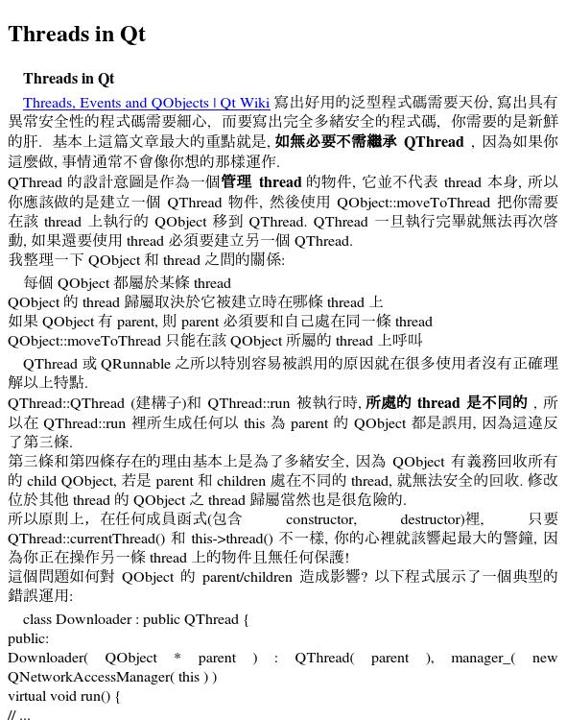 Threads in Qt
Threads in Qt
Threads, Events and QObjects | Qt Wiki 寫出好用的泛型程式碼需要天份, 寫出具有
異常安全性的程式碼需要細心, 而要寫出完全多緒安全的程式碼, 你需要的是新鮮
的肝. 基本上這篇文章最大的重點就是, 如無必要不需繼承 QThread , 因為如果你
這麼做, 事情通常不會像你想的那樣運作.
QThread 的設計意圖是作為一個管理 thread 的物件, 它並不代表 thread 本身, 所以
你應該做的是建立一個 QThread 物件, 然後使用 QObject::moveToThread 把你需要
在該 thread 上執行的 QObject 移到 QThread. QThread 一旦執行完畢就無法再次啓
動, 如果還要使用 thread 必須要建立另一個 QThread.
我整理一下 QObject 和 thread 之間的關係:
每個 QObject 都屬於某條 thread
QObject 的 thread 歸屬取決於它被建立時在哪條 thread 上
如果 QObject 有 parent, 則 parent 必須要和自己處在同一條 thread
QObject::moveToThread 只能在該 QObject 所屬的 thread 上呼叫
QThread 或 QRunnable 之所以特別容易被誤用的原因就在很多使用者沒有正確理
解以上特點.
QThread::QThread (建構子)和 QThread::run 被執行時, 所處的 thread 是不同的 , 所
以在 QThread::run 裡所生成任何以 this 為 parent 的 QObject 都是誤用, 因為這違反
了第三條.
第三條和第四條存在的理由基本上是為了多緒安全, 因為 QObject 有義務回收所有
的 child QObject, 若是 parent 和 children 處在不同的 thread, 就無法安全的回收. 修改
位於其他 thread 的 QObject 之 thread 歸屬當然也是很危險的.
所以原則上, 在任何成員函式(包含 constructor, destructor)裡, 只要
QThread::currentThread() 和 this->thread() 不一樣, 你的心裡就該響起最大的警鐘, 因
為你正在操作另一條 thread 上的物件且無任何保護!
這個問題如何對 QObject 的 parent/children 造成影響? 以下程式展示了一個典型的
錯誤運用:
class Downloader : public QThread {
public:
Downloader( QObject * parent ) : QThread( parent ), manager_( new
QNetworkAccessManager( this ) )
virtual void run() {
// ...